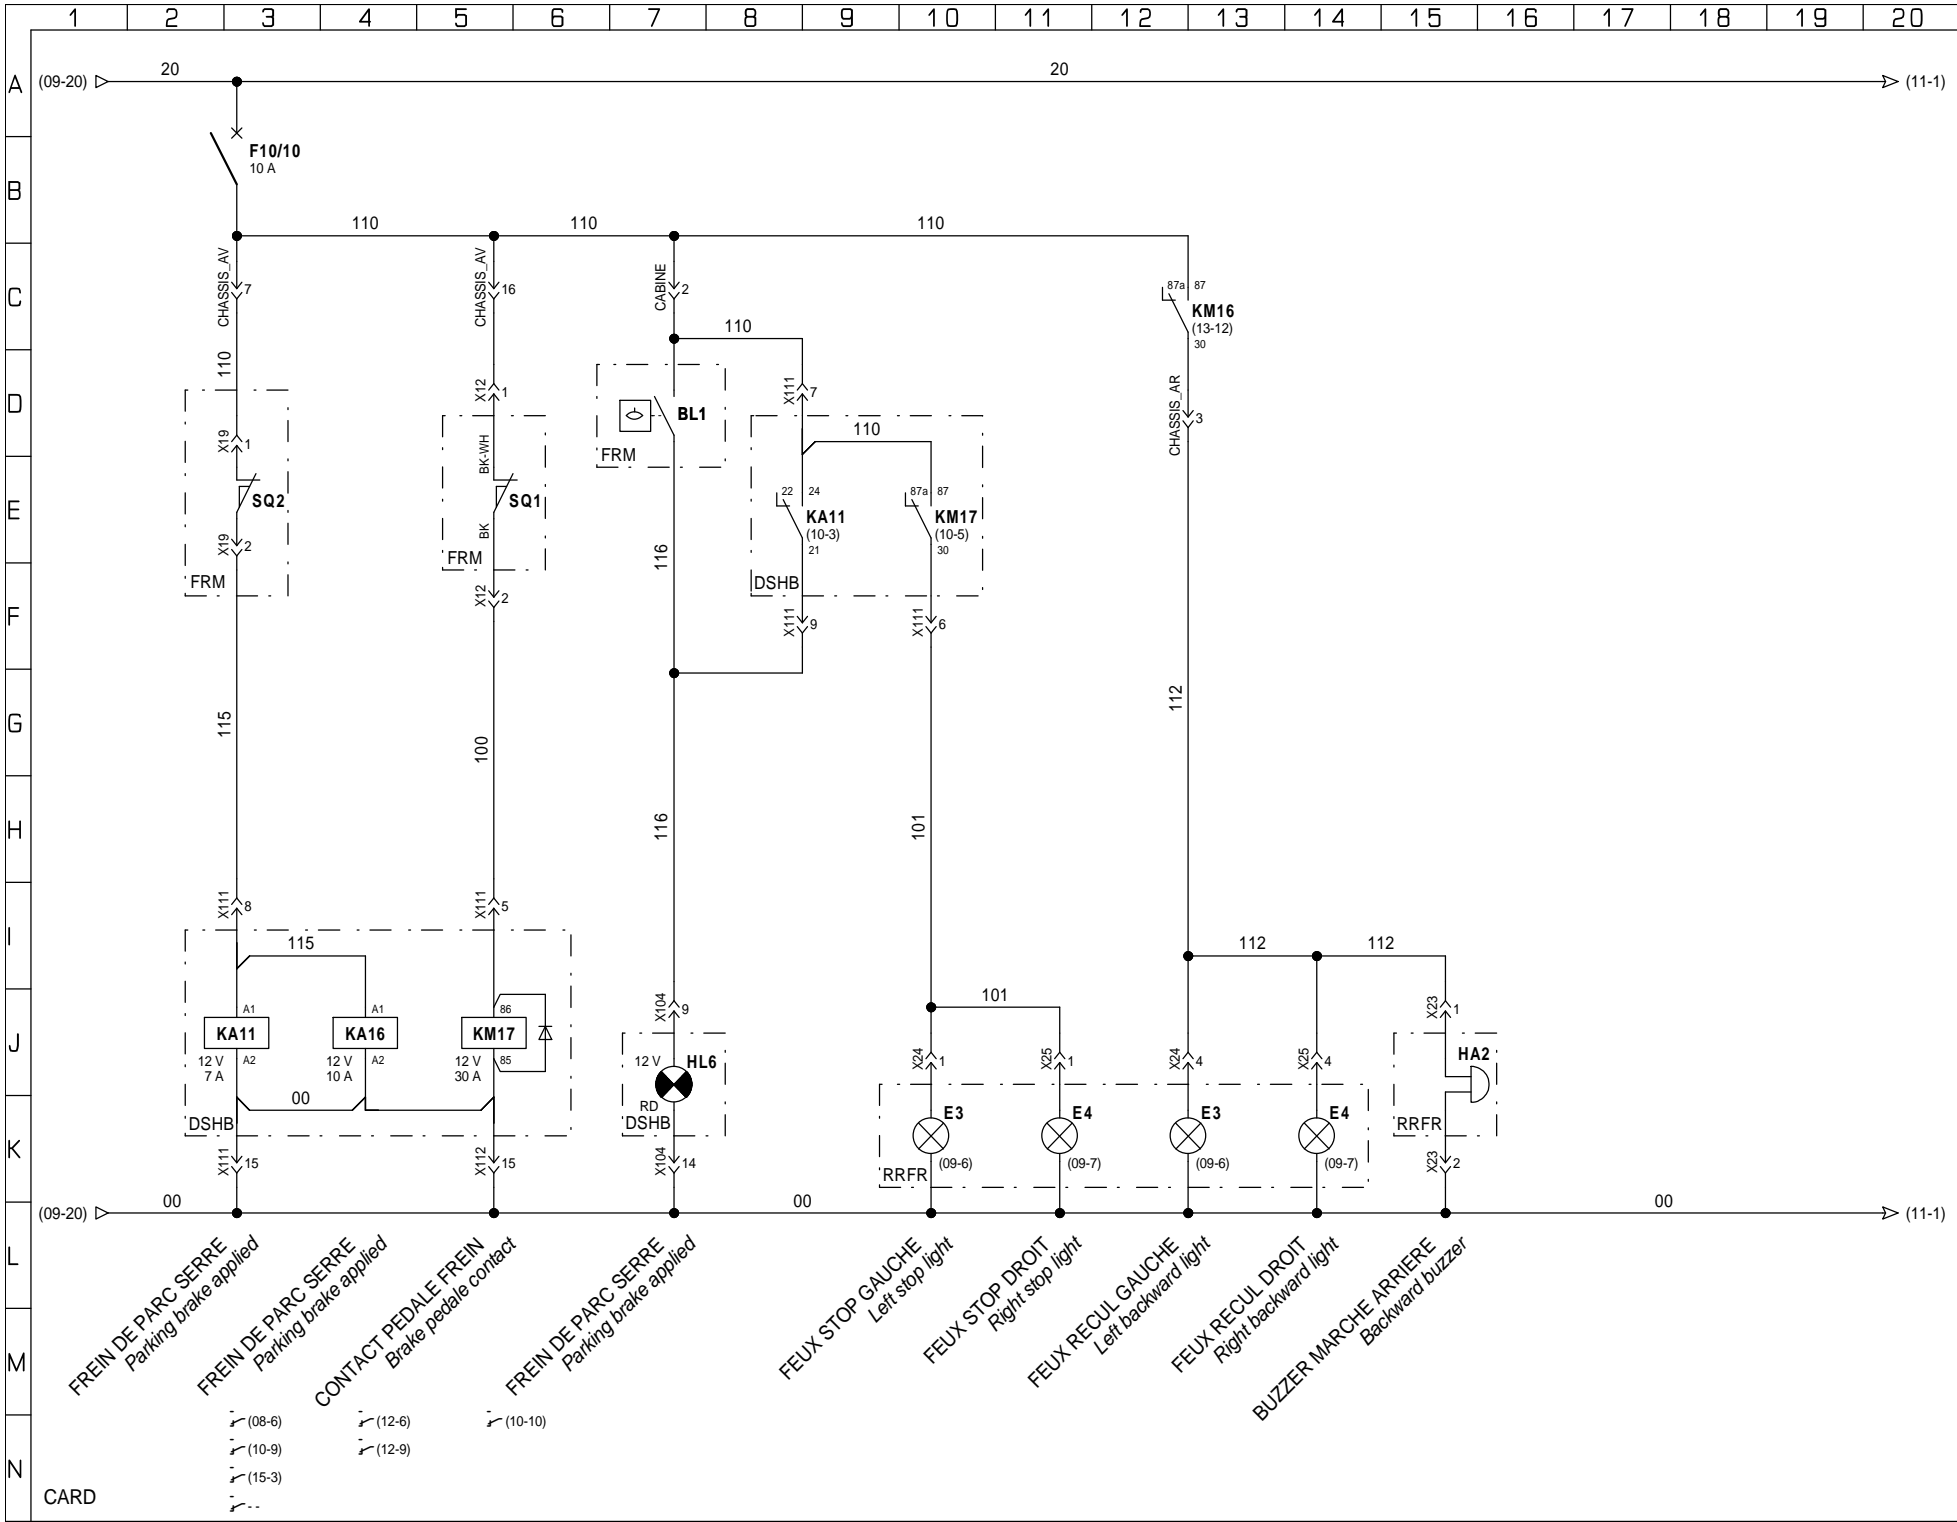 1 2 3 4 5 6 7 8 9 10 11 12 13 14 15 16 17 18 19 20
A (09-20) 20 20 (11-1)
F10/10
10 A
B
110 110 110
CHASSIS_AV 7 CHASSIS_AV 16 CABINE 2
C
87a 87
KM16
(13-12)
30
110
110
D
X19 1
X12 1
BL1
FRM
X111 7
CHASSIS_AR 3
110
BK-WH
E
SQ2
SQ1
BK
22 24
KA11
(10-3)
21
87a 87
KM17
(10-5)
30
X19 2
FRM
FRM
116
DSHB
F
X12 2
X111 9
X111 6
G
115
100
112
H
116
101
X111 8
X111 5
I
115
112 112
101
J
A1
KA11
12 V A2
7 A
A1
KA16
12 V A2
10 A
86
KM17
12 V 85
30 A
X104 9
12 V HL6
RD
DSHB
X24 1
X25 1
X24 4
X25 4
X23 1
HA2
RRFR
00
DSHB
K
E3
(09-6)
E4
(09-7)
E3
(09-6)
E4
(09-7)
RRFR
X111 15
X112 15
X104 14
X23 2
(09-20) 00 00 00 (11-1)
L
FREIN DE PARC SERRE
Parking brake applied
FREIN DE PARC SERRE
Parking brake applied
CONTACT PEDALE FREIN
Brake pedale contact
FREIN DE PARC SERRE
Parking brake applied
FEUX STOP GAUCHE
Left stop light
FEUX STOP DROIT
Right stop light
FEUX RECUL GAUCHE
Left backward light
FEUX RECUL DROIT
Right backward light
BUZZER MARCHE ARRIERE
Backward buzzer
M
(08-6) (12-6) (10-10)
(10-9) (12-9)
N
(15-3)
--
CARD